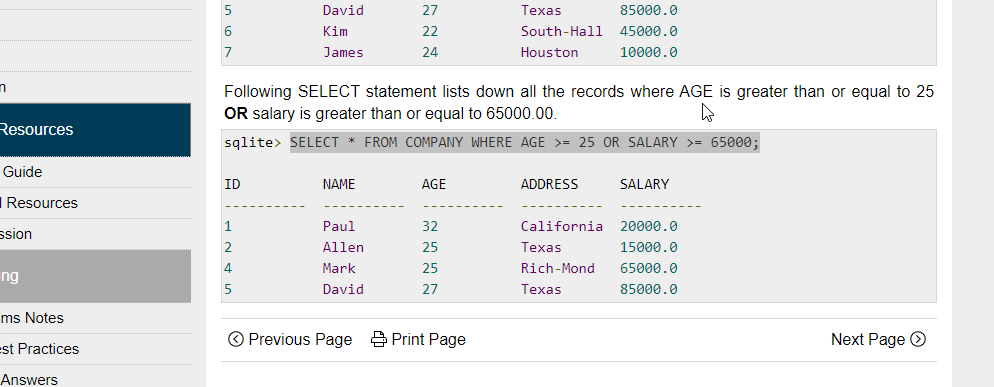 5 David 27 Texas 85000.0
6 Kim 22 South-Hall 45000.0
7 James 24 Houston 10000.0
n
Resources
Guide
l Resources
ssion
ng
ms Notes
est Practices
Answers
Following SELECT statement lists down all the records where AGE is greater than or equal to 25
OR salary is greater than or equal to 65000.00.
sqlite> SELECT * FROM COMPANY WHERE AGE >= 25 OR SALARY >= 65000;
ID NAME AGE ADDRESS SALARY
---------- ---------- ---------- ---------- ----------
1 Paul 32 California 20000.0
2 Allen 25 Texas 15000.0
4 Mark 25 Rich-Mond 65000.0
5 David 27 Texas 85000.0
Previous Page Print Page Next Page